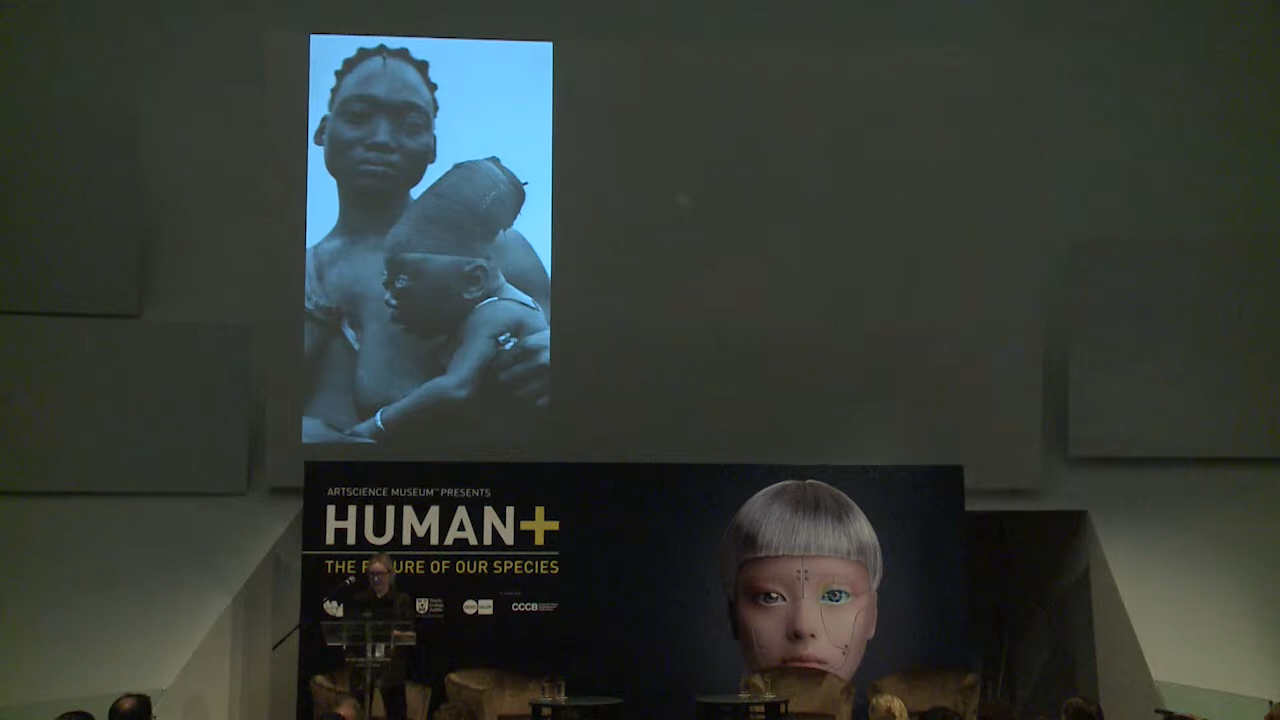 ARTSCIENCE MUSEUM™ PRESENTS
HUMAN+
THE F URE OF OUR SPECIES
CCCB